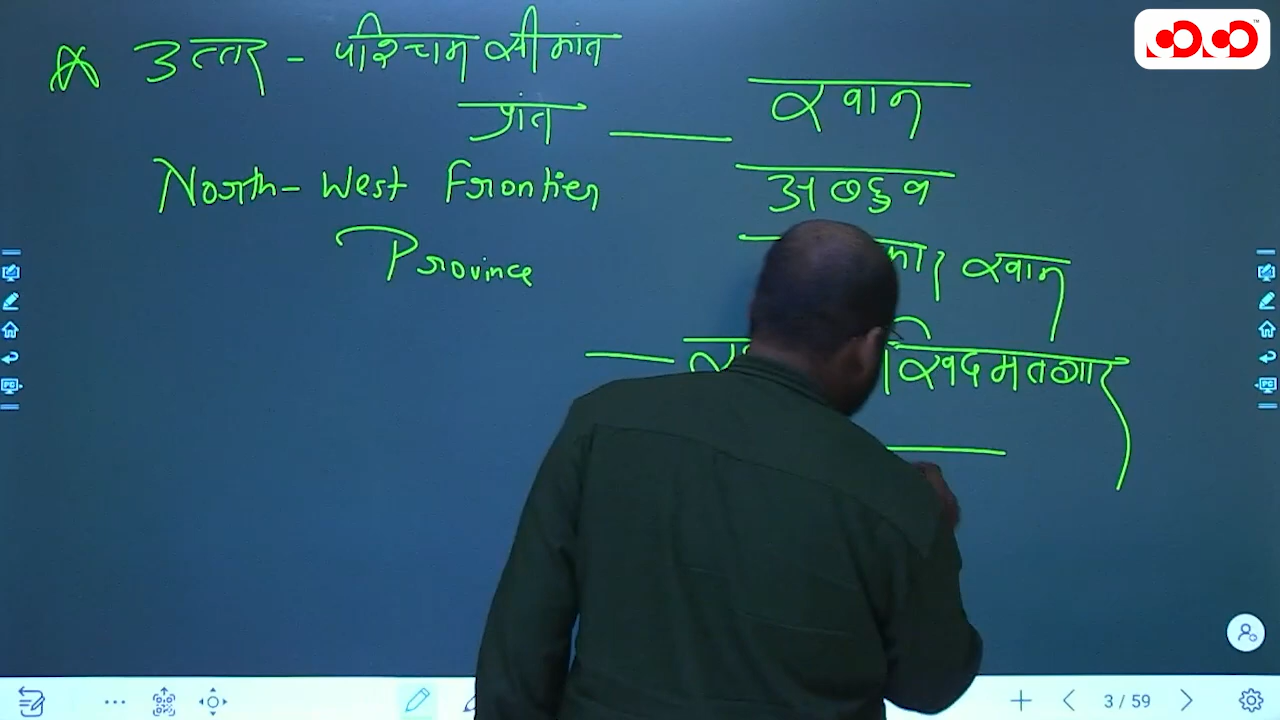 उत्तर - पश्चिम सीमांत
प्रांत — खान
North-West Frontier
Province
अब्दुल
खान
खिदमतगार
3 / 59